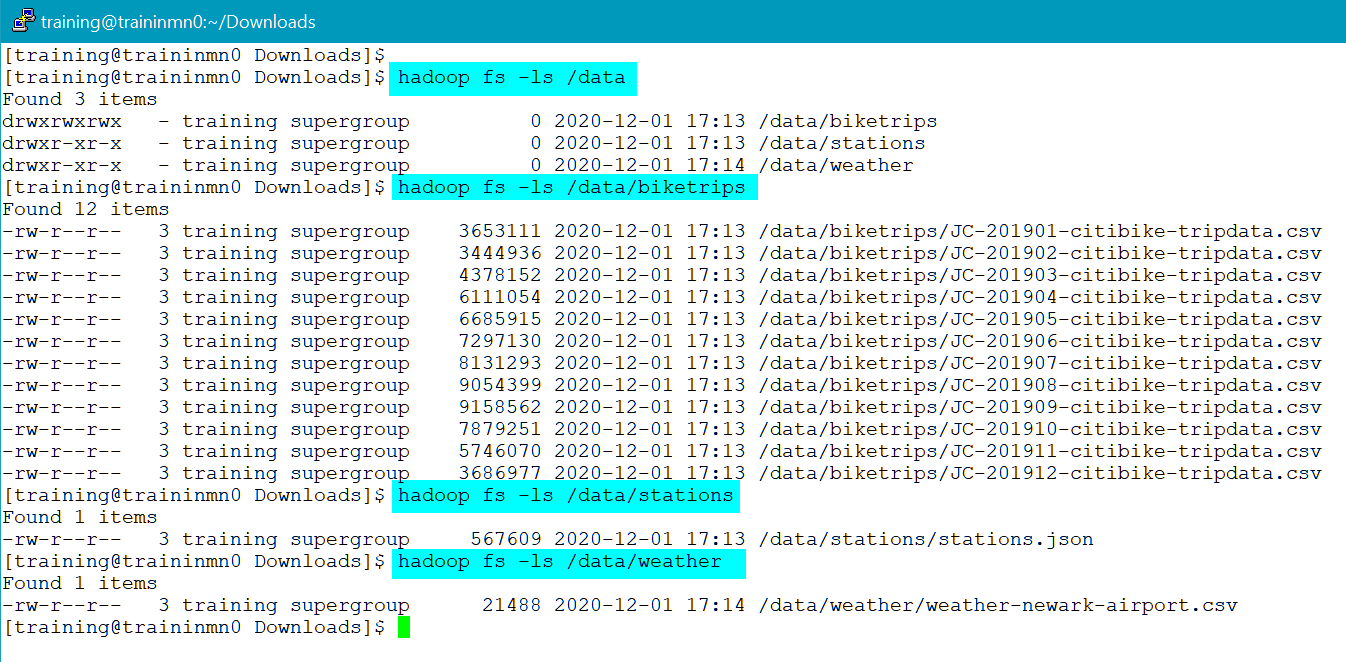 training@traininmn0:~/Downloads
[training@traininmn0 Downloads]$
[training@traininmn0 Downloads]$ hadoop fs -ls /data
Found 3 items
drwxrwxrwx   - training supergroup          0 2020-12-01 17:13 /data/biketrips
drwxr-xr-x   - training supergroup          0 2020-12-01 17:13 /data/stations
drwxr-xr-x   - training supergroup          0 2020-12-01 17:14 /data/weather
[training@traininmn0 Downloads]$ hadoop fs -ls /data/biketrips
Found 12 items
-rw-r--r--   3 training supergroup    3653111 2020-12-01 17:13 /data/biketrips/JC-201901-citibike-tripdata.csv
-rw-r--r--   3 training supergroup    3444936 2020-12-01 17:13 /data/biketrips/JC-201902-citibike-tripdata.csv
-rw-r--r--   3 training supergroup    4378152 2020-12-01 17:13 /data/biketrips/JC-201903-citibike-tripdata.csv
-rw-r--r--   3 training supergroup    6111054 2020-12-01 17:13 /data/biketrips/JC-201904-citibike-tripdata.csv
-rw-r--r--   3 training supergroup    6685915 2020-12-01 17:13 /data/biketrips/JC-201905-citibike-tripdata.csv
-rw-r--r--   3 training supergroup    7297130 2020-12-01 17:13 /data/biketrips/JC-201906-citibike-tripdata.csv
-rw-r--r--   3 training supergroup    8131293 2020-12-01 17:13 /data/biketrips/JC-201907-citibike-tripdata.csv
-rw-r--r--   3 training supergroup    9054399 2020-12-01 17:13 /data/biketrips/JC-201908-citibike-tripdata.csv
-rw-r--r--   3 training supergroup    9158562 2020-12-01 17:13 /data/biketrips/JC-201909-citibike-tripdata.csv
-rw-r--r--   3 training supergroup    7879251 2020-12-01 17:13 /data/biketrips/JC-201910-citibike-tripdata.csv
-rw-r--r--   3 training supergroup    5746070 2020-12-01 17:13 /data/biketrips/JC-201911-citibike-tripdata.csv
-rw-r--r--   3 training supergroup    3686977 2020-12-01 17:13 /data/biketrips/JC-201912-citibike-tripdata.csv
[training@traininmn0 Downloads]$ hadoop fs -ls /data/stations
Found 1 items
-rw-r--r--   3 training supergroup     567609 2020-12-01 17:13 /data/stations/stations.json
[training@traininmn0 Downloads]$ hadoop fs -ls /data/weather
Found 1 items
-rw-r--r--   3 training supergroup      21488 2020-12-01 17:14 /data/weather/weather-newark-airport.csv
[training@traininmn0 Downloads]$